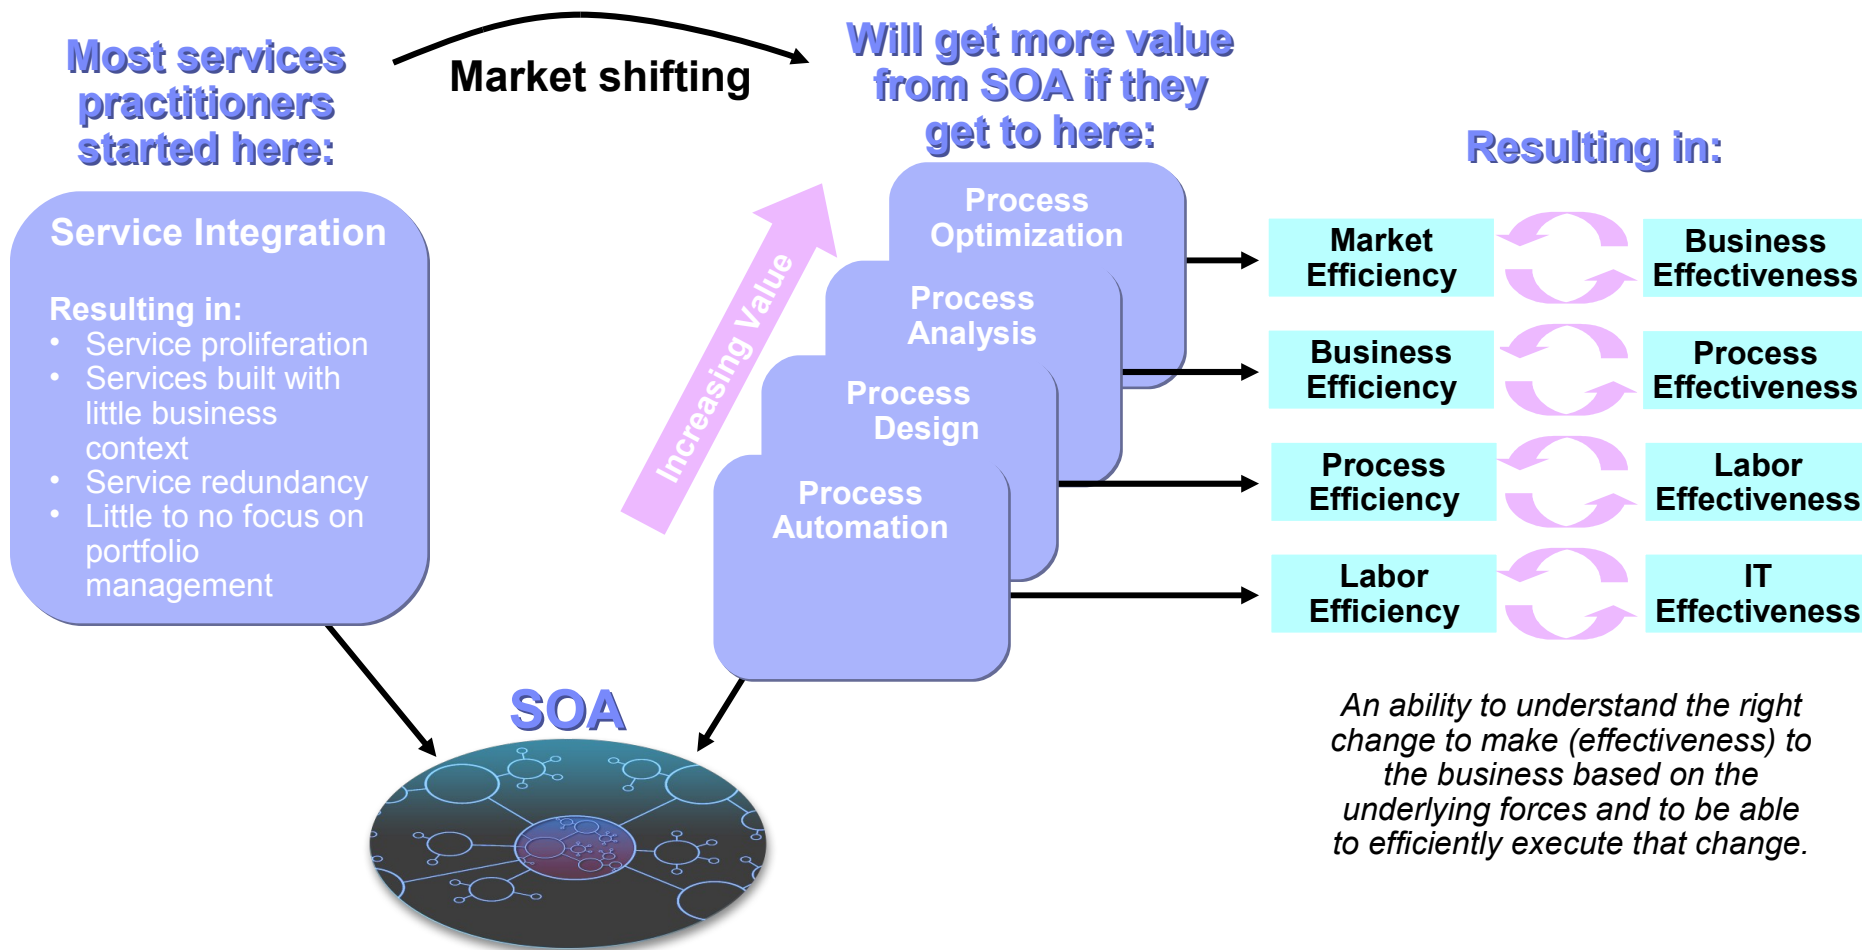 Most services
practitioners
started here:
Market shifting
Will get more value
from SOA if they
get to here:
Resulting in:
Service Integration
Resulting in:
• Service proliferation
• Services built with
little business
context
• Service redundancy
• Little to no focus on
portfolio
management
Increasing Value
Process
Optimization
Process
Analysis
Process
Design
Process
Automation
Market
Efficiency
Business
Effectiveness
Business
Efficiency
Process
Effectiveness
Process
Efficiency
Labor
Effectiveness
Labor
Efficiency
IT
Effectiveness
SOA
An ability to understand the right
change to make (effectiveness) to
the business based on the
underlying forces and to be able
to efficiently execute that change.